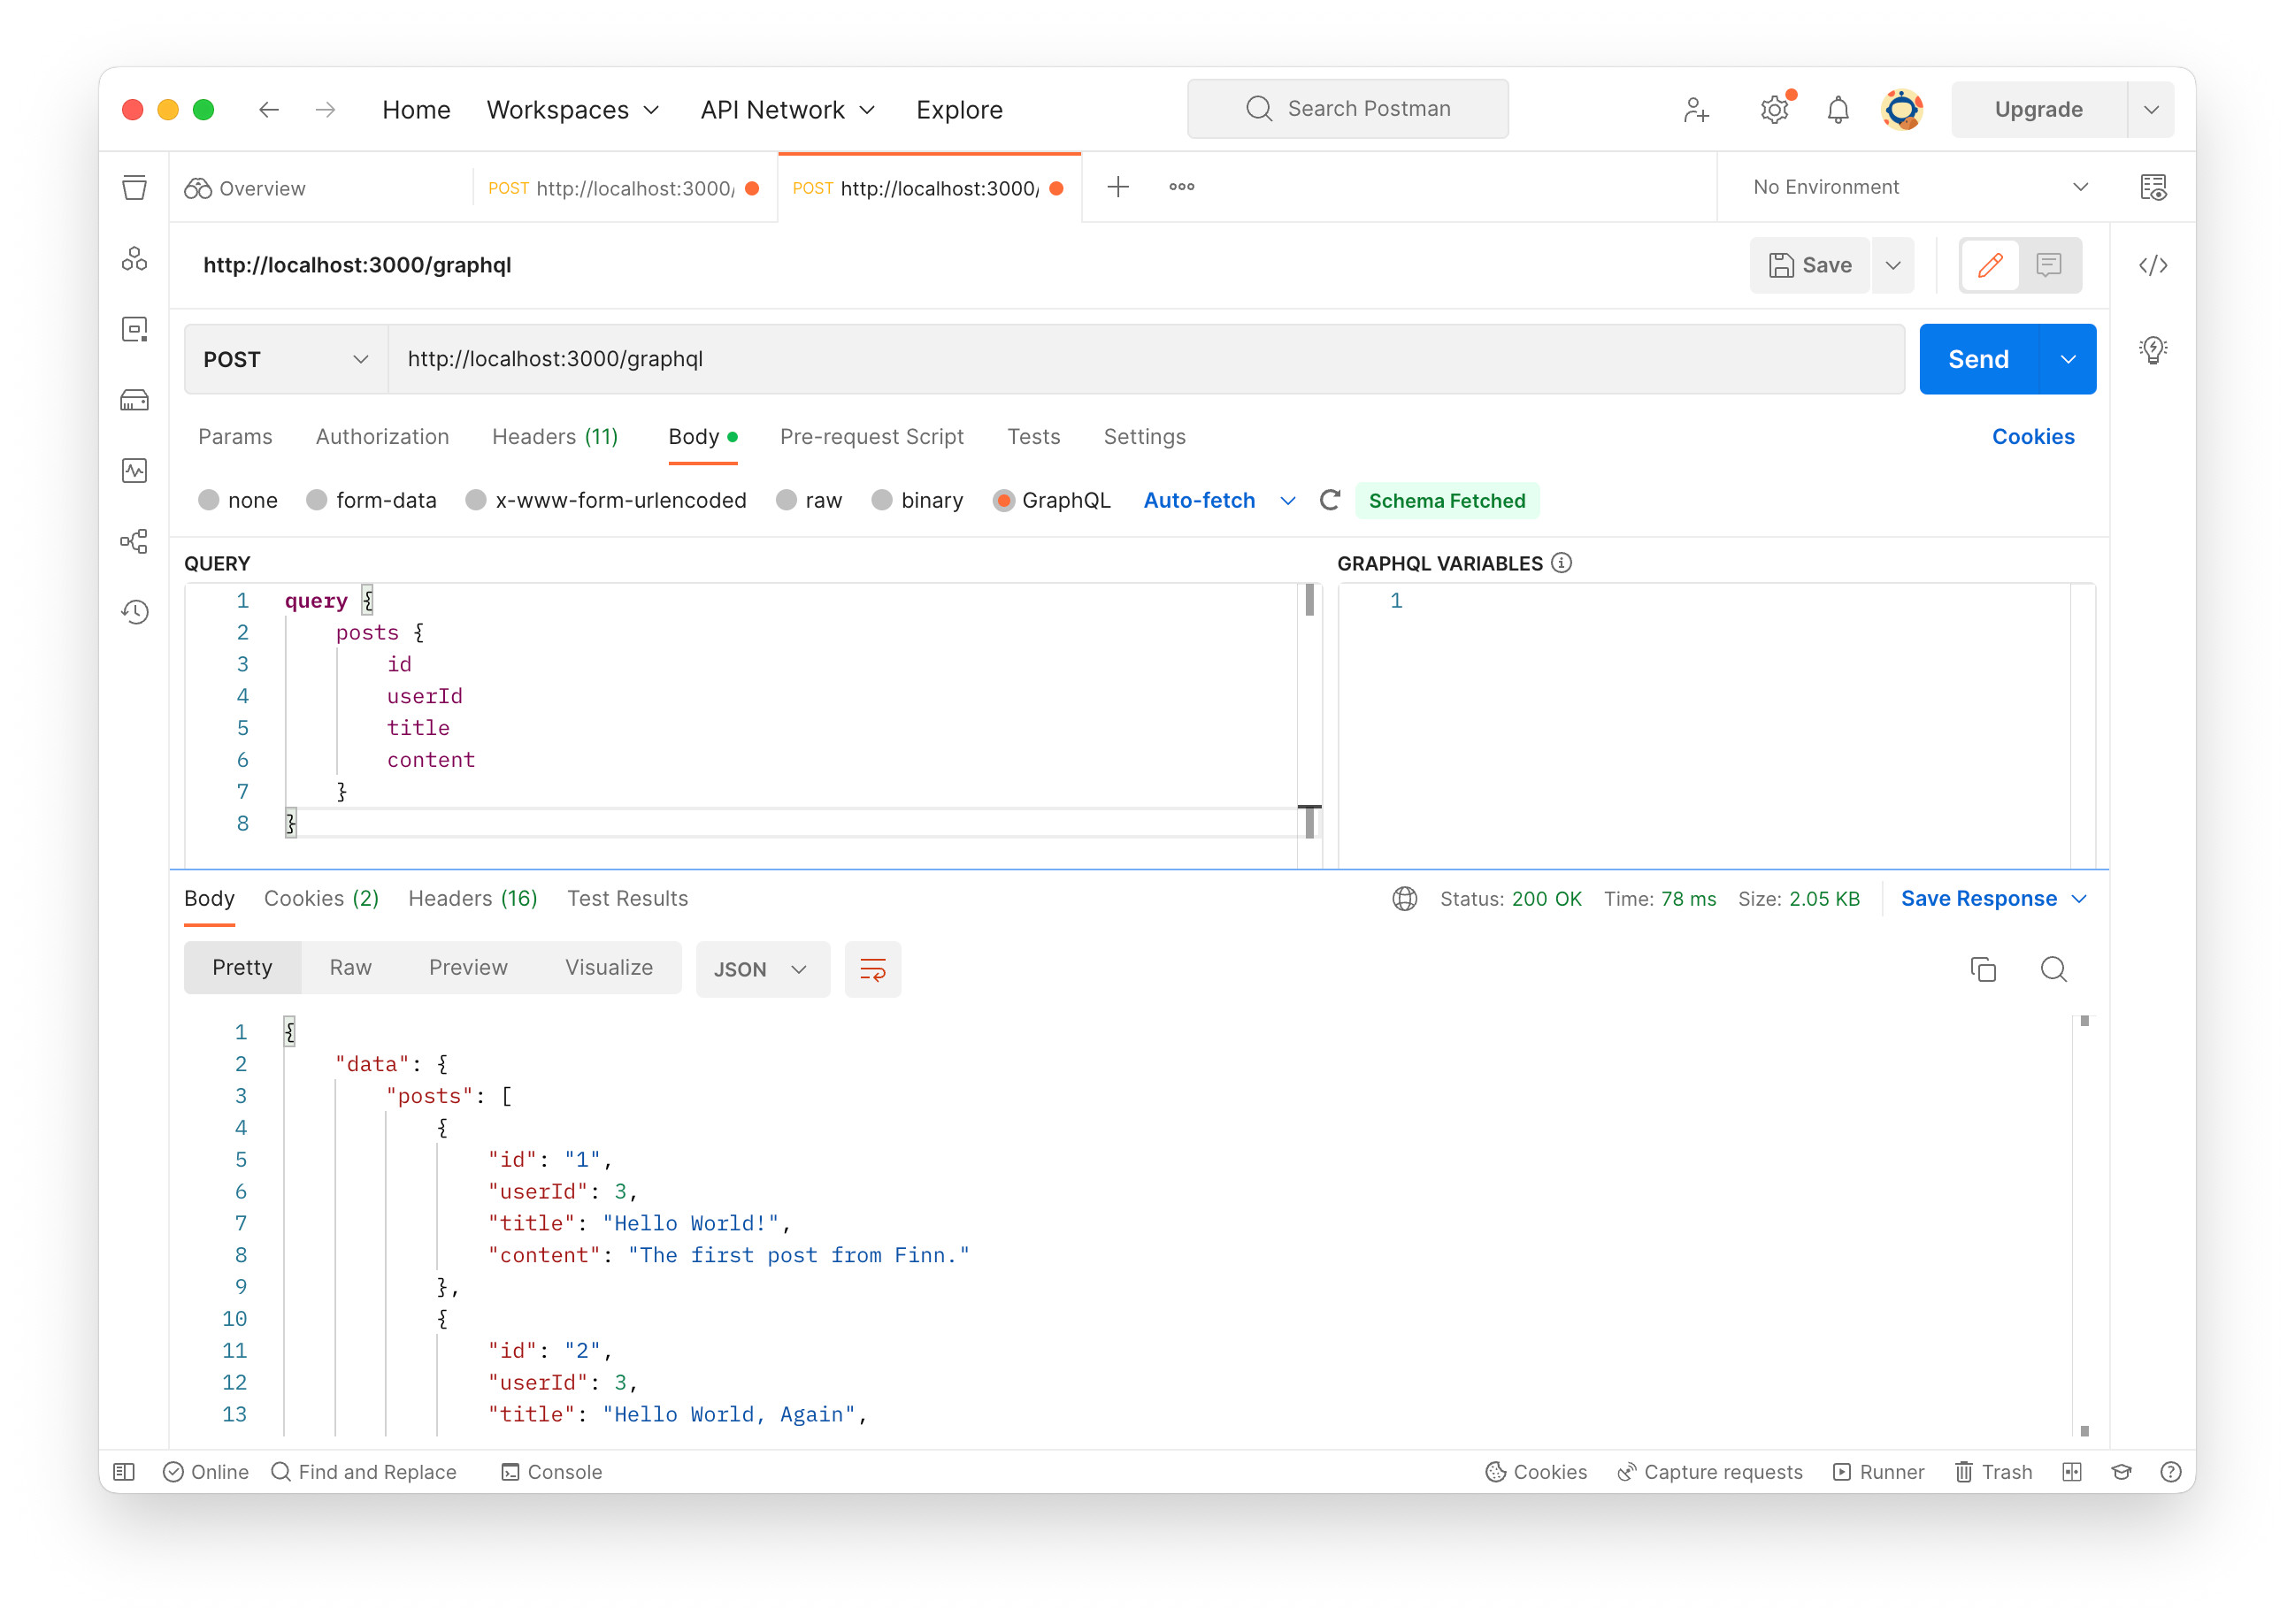 Home Workspaces API Network Explore Search Postman Upgrade
Overview POST http://localhost:3000/ POST http://localhost:3000/ No Environment
http://localhost:3000/graphql Save
POST http://localhost:3000/graphql Send
Params Authorization Headers (11) Body Pre-request Script Tests Settings Cookies
none form-data x-www-form-urlencoded raw binary GraphQL Auto-fetch Schema Fetched
QUERY GRAPHQL VARIABLES
1 query { 1
2 posts {
3 id
4 userId
5 title
6 content
7 }
8 }
Body Cookies (2) Headers (16) Test Results Status: 200 OK Time: 78 ms Size: 2.05 KB Save Response
Pretty Raw Preview Visualize JSON
1 {
2 "data": {
3 "posts": [
4 {
5 "id": "1",
6 "userId": 3,
7 "title": "Hello World!",
8 "content": "The first post from Finn."
9 },
10 {
11 "id": "2",
12 "userId": 3,
13 "title": "Hello World, Again",
Online Find and Replace Console Cookies Capture requests Runner Trash